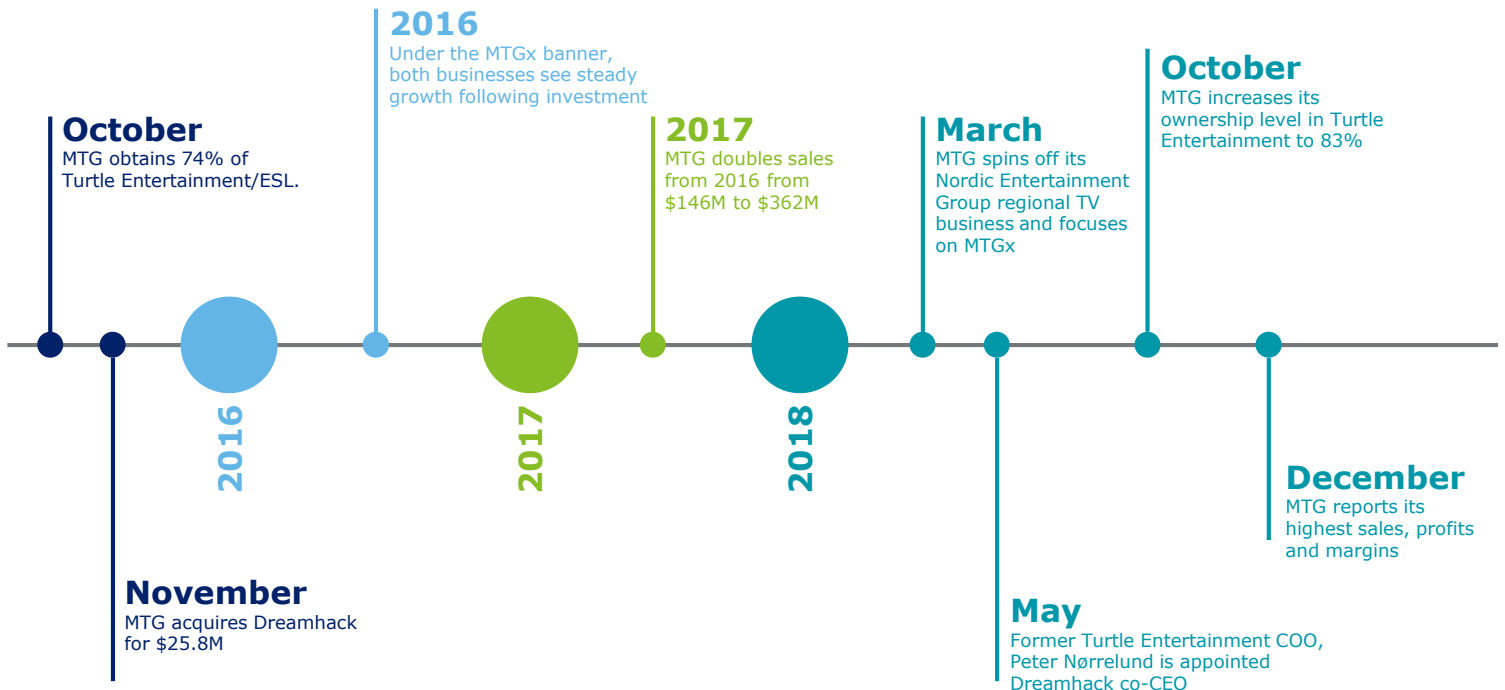 October
MTG obtains 74% of
Turtle Entertainment/ESL.
November
MTG acquires Dreamhack
for $25.8M
2016
2016
Under the MTGx banner,
both businesses see steady
growth following investment
2017
2017
MTG doubles sales
from 2016 from
$146M to $362M
2018
March
MTG spins off its
Nordic Entertainment
Group regional TV
business and focuses
on MTGx
May
Former Turtle Entertainment COO,
Peter Nørrelund is appointed
Dreamhack co-CEO
October
MTG increases its
ownership level in Turtle
Entertainment to 83%
December
MTG reports its
highest sales, profits
and margins